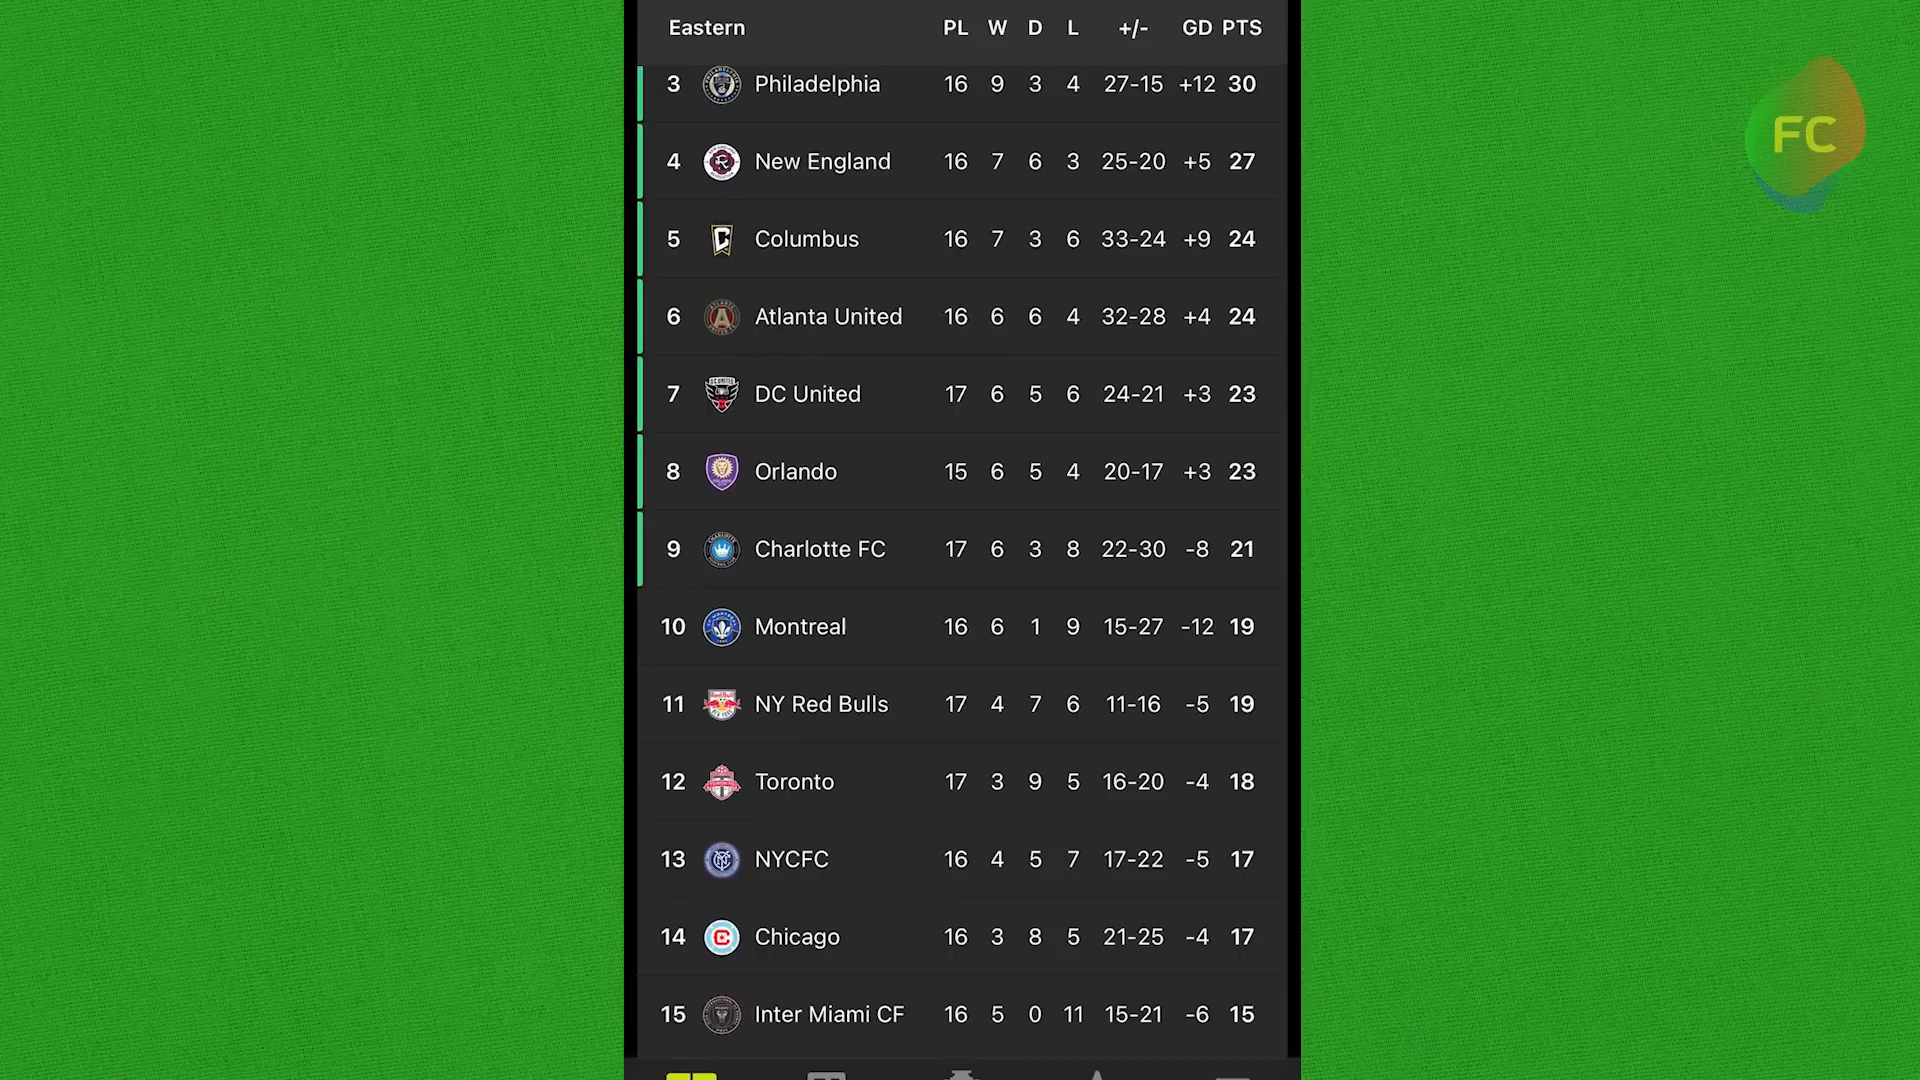 Eastern PL W D L +/- GD PTS
3 Philadelphia 16 9 3 4 27-15 +12 30
4 New England 16 7 6 3 25-20 +5 27
5 Columbus 16 7 3 6 33-24 +9 24
6 Atlanta United 16 6 6 4 32-28 +4 24
7 DC United 17 6 5 6 24-21 +3 23
8 Orlando 15 6 5 4 20-17 +3 23
9 Charlotte FC 17 6 3 8 22-30 -8 21
10 Montreal 16 6 1 9 15-27 -12 19
11 NY Red Bulls 17 4 7 6 11-16 -5 19
12 Toronto 17 3 9 5 16-20 -4 18
13 NYCFC 16 4 5 7 17-22 -5 17
14 Chicago 16 3 8 5 21-25 -4 17
15 Inter Miami CF 16 5 0 11 15-21 -6 15
FC